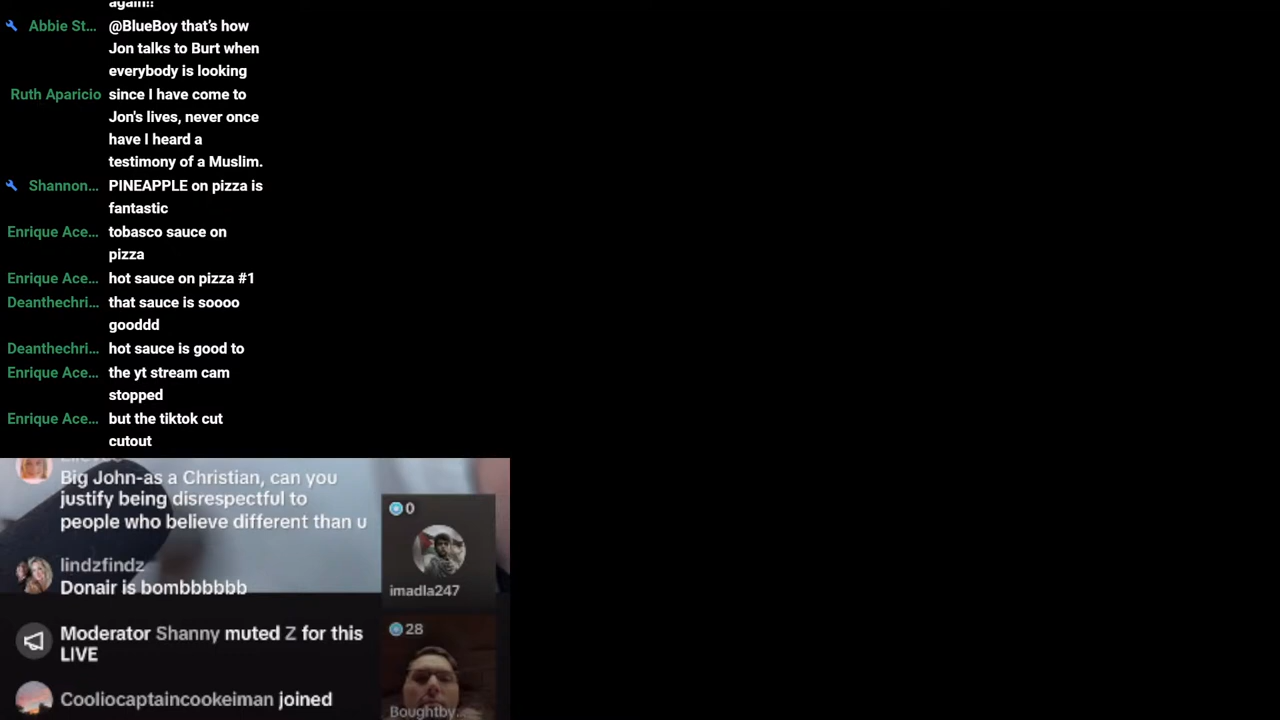 again!!
Abbie St... @BlueBoy that's how
Jon talks to Burt when
everybody is looking
Ruth Aparicio since I have come to
Jon's lives, never once
have I heard a
testimony of a Muslim.
Shannon... PINEAPPLE on pizza is
fantastic
Enrique Ace... tobasco sauce on
pizza
Enrique Ace... hot sauce on pizza #1
Deanthechri... that sauce is soooo
gooddd
Deanthechri... hot sauce is good to
Enrique Ace... the yt stream cam
stopped
Enrique Ace... but the tiktok cut
cutout
Big John-as a Christian, can you
justify being disrespectful to
people who believe different than u
lindzfindz
Donair is bombbbbbb
Moderator Shanny muted Z for this
LIVE
Cooliocaptaincookeiman joined
0
imadla247
28
Boughtby...